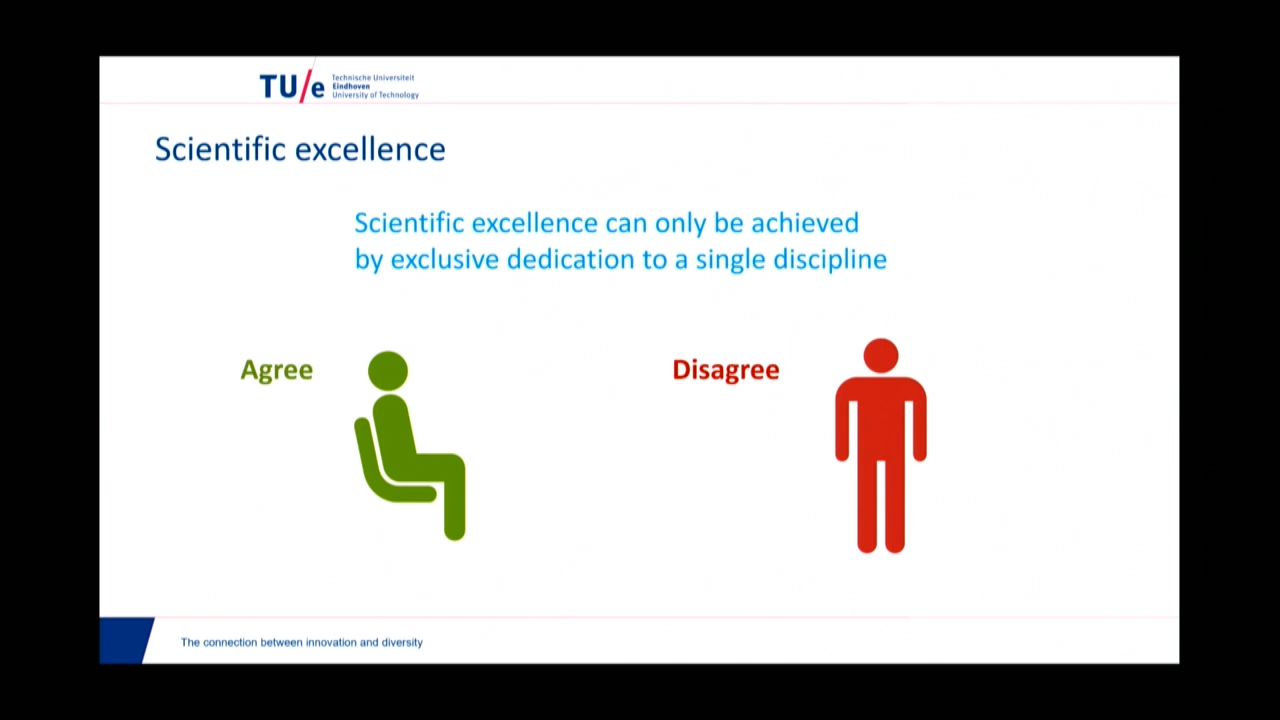 TU/e
Technische Universiteit
Eindhoven
University of Technology
Scientific excellence
Scientific excellence can only be achieved
by exclusive dedication to a single discipline
Agree
Disagree
The connection between innovation and diversity